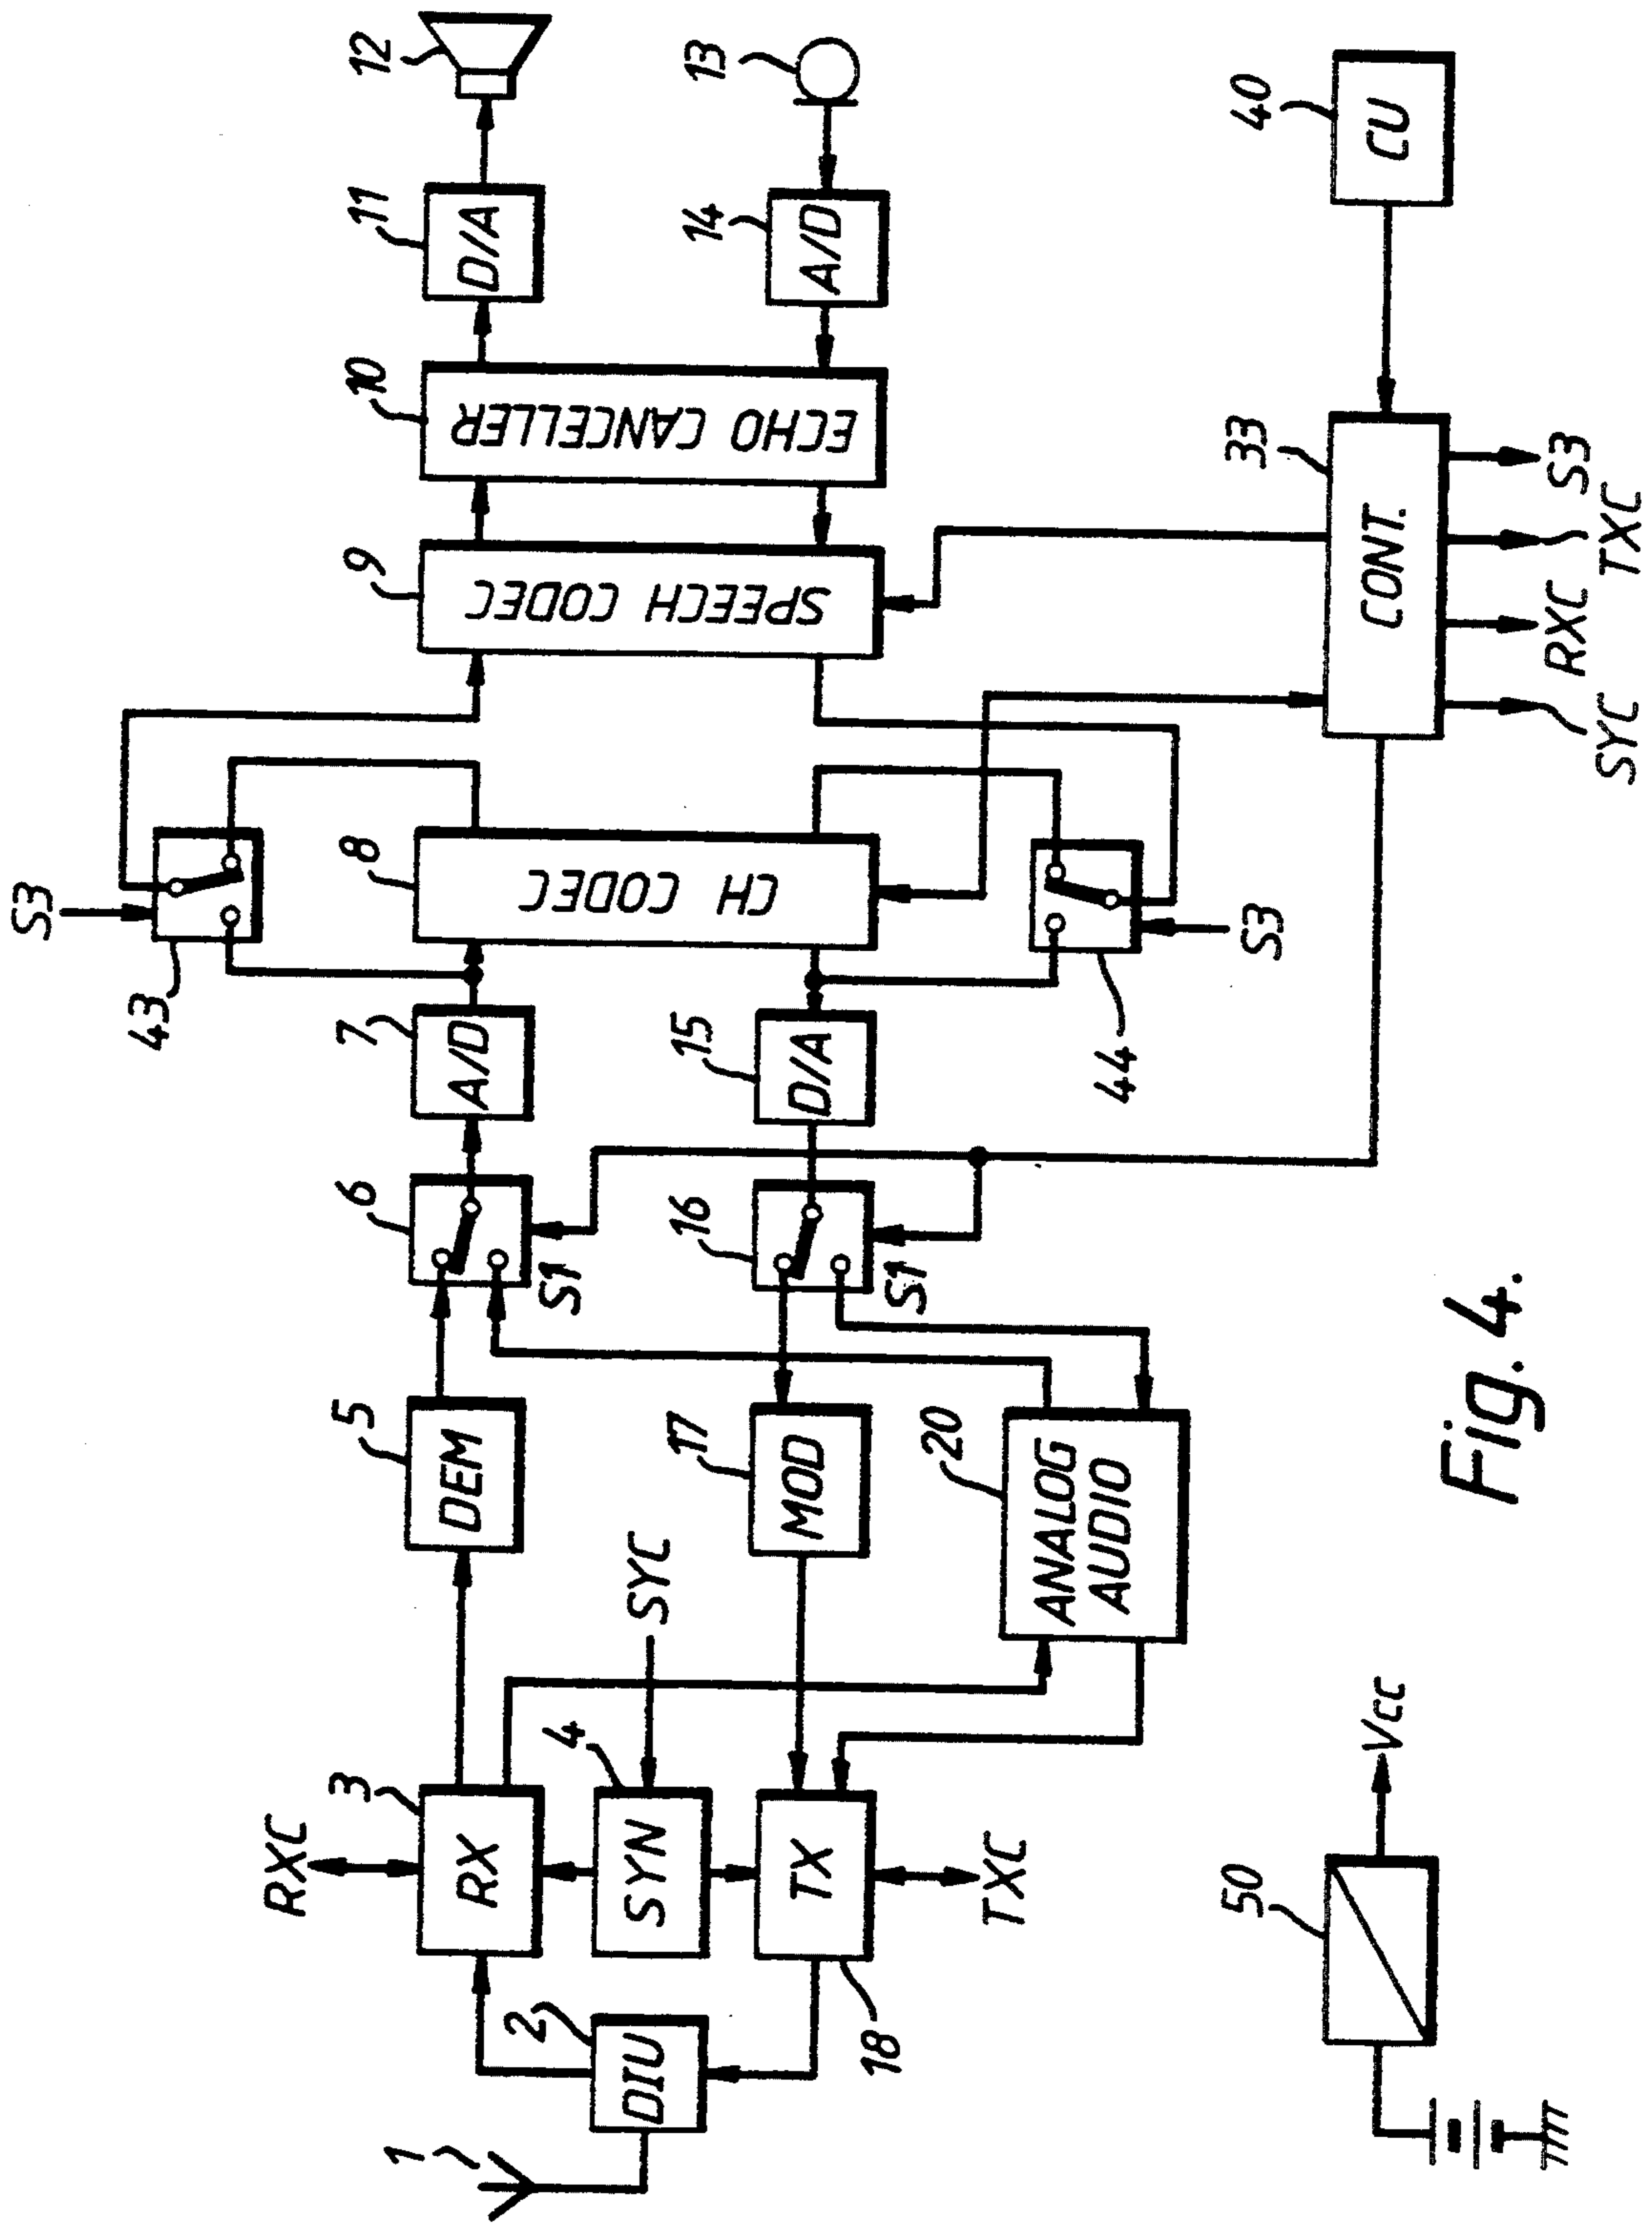 S3
43
RXC
3
RX
5
DEM
6
S1
7
A/D
8
CH CODEC
9
SPEECH CODEC
10
ECHO CANCELLER
11
D/A
12
1
2
DIU
4
SYN
SYC
18
TX
TXC
17
MOD
16
S1
15
D/A
14
A/D
13
20
ANALOG
AUDIO
44
S3
50
Vcc
33
CONT.
40
CU
SYC
RXC
TXC
S3
Fig. 4.